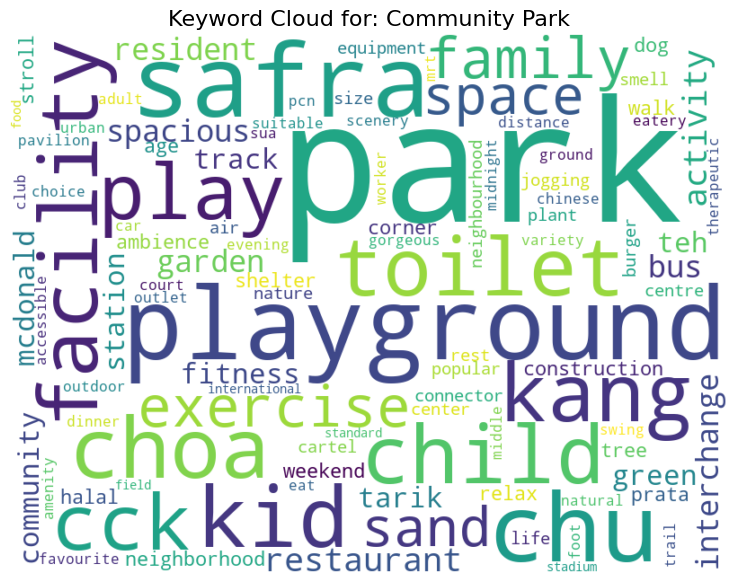 Keyword Cloud for: Community Park
resident
equipment
family
dog
stroll
safra
mrt
smell
food
adult
pcn
size
space
walk
activity
urban
spacious
suitable
scenery
distance
eatery
pavilion
sua
park
facility
age
track
worker
neighbourhood
midnight
ground
therapeutic
club
choice
play
jogging
chinese
plant
car
air
corner
ambience
evening
gorgeous
variety
burger
teh
mcdonald
station
garden
toilet
bus
accessible
court
shelter
outlet
nature
centre
playground
fitness
rest
popular
construction
outdoor
international
connector
kang
interchange
exercise
center
dinner
standard
middle
swing
community
choa
cartel
child
tree
weekend
green
amenity
field
eat
halal
kid
tarik
relax
natural
prata
cck
sand
chu
life
foot
trail
favourite
neighborhood
restaurant
stadium